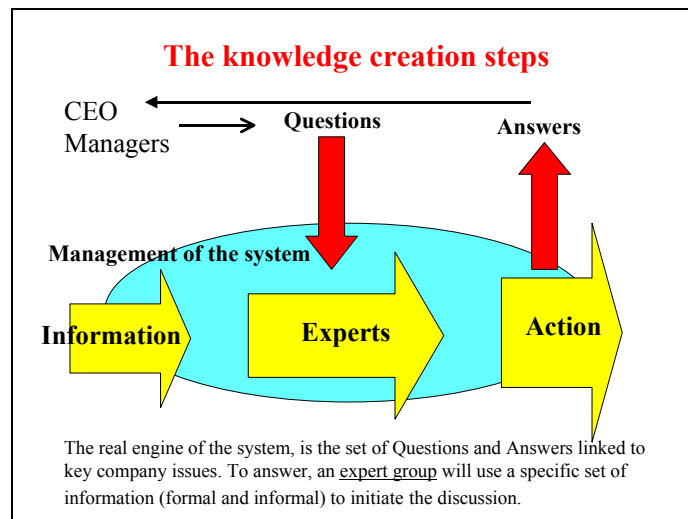 The knowledge creation steps
CEO
Managers
Questions
Answers
Management of the system
Information
Experts
Action
The real engine of the system, is the set of Questions and Answers linked to
key company issues. To answer, an expert group will use a specific set of
information (formal and informal) to initiate the discussion.